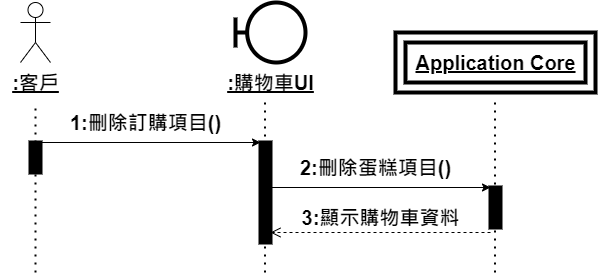 :客戶
:購物車UI
Application Core
1:刪除訂購項目()
2:刪除蛋糕項目()
3:顯示購物車資料